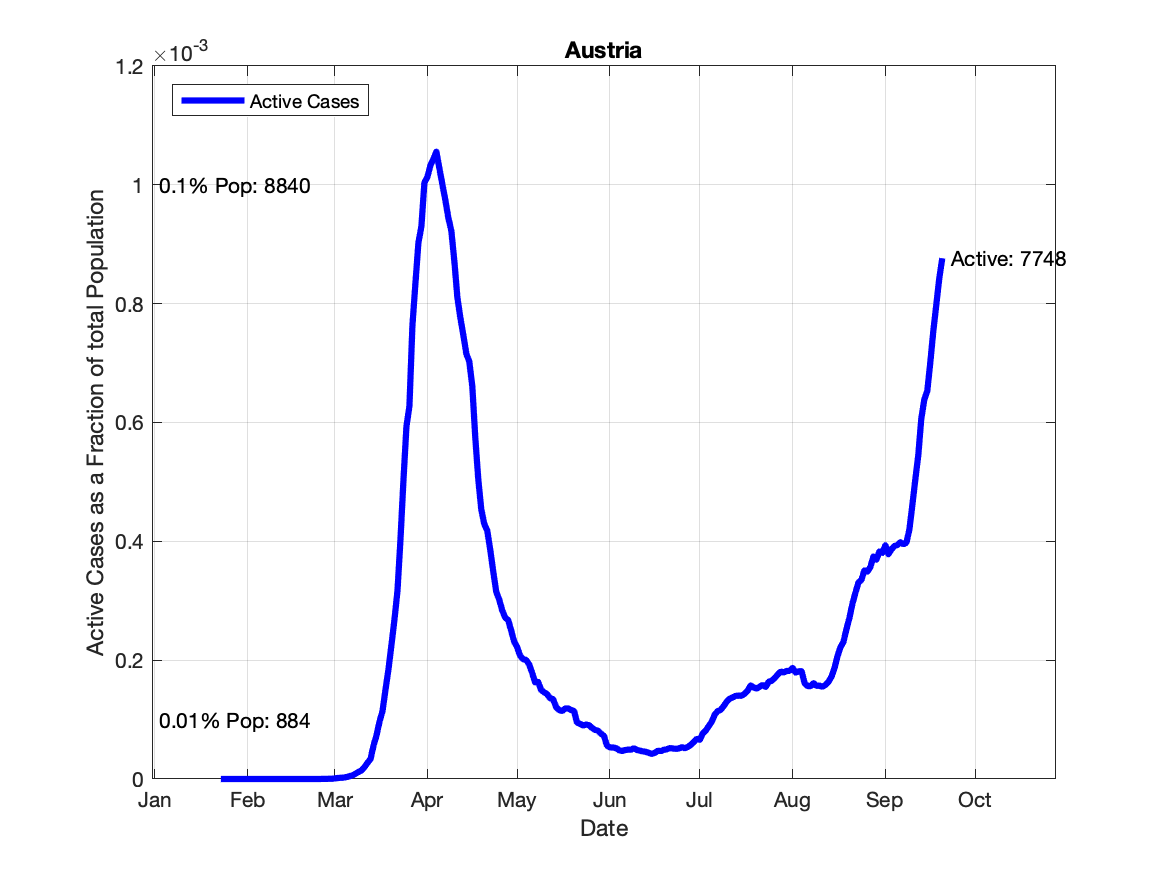 Austria
×10-3
1.2
Active Cases
1
0.1% Pop: 8840
0.8
Active: 7748
0.6
0.4
0.2
0.01% Pop: 884
0
Active Cases as a Fraction of total Population
Jan Feb Mar Apr May Jun Jul Aug Sep Oct
Date